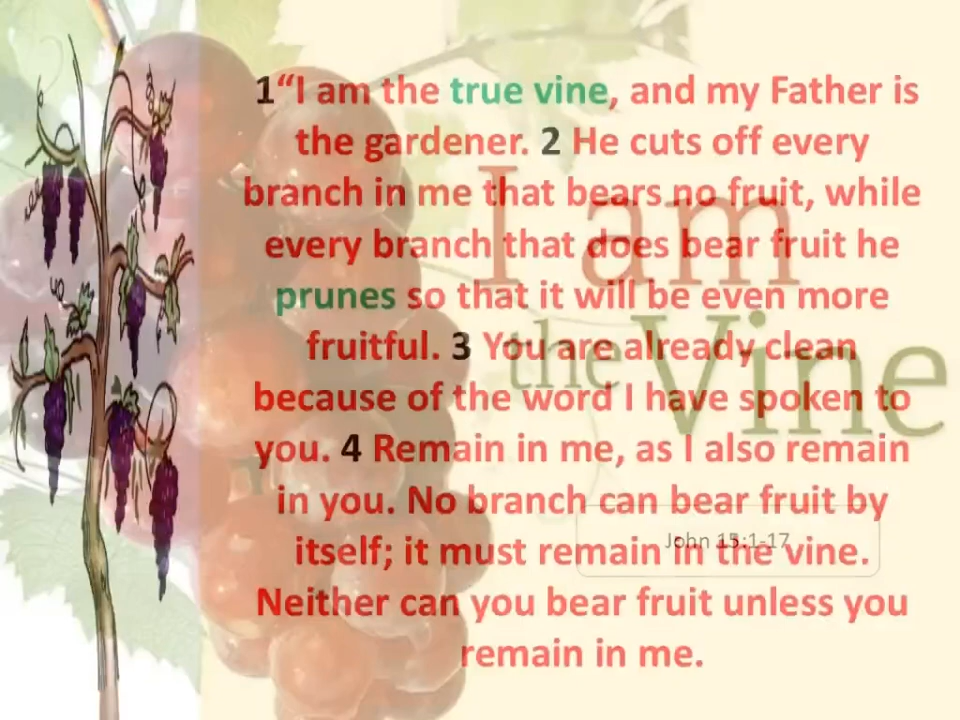 1“I am the true vine, and my Father is
the gardener. 2 He cuts off every
branch in me that bears no fruit, while
every branch that does bear fruit he
prunes so that it will be even more
fruitful. 3 You are already clean
because of the word I have spoken to
you. 4 Remain in me, as I also remain
in you. No branch can bear fruit by
itself; it must remain in the vine.
Neither can you bear fruit unless you
remain in me.
I am
the Vine
John 15:1-17